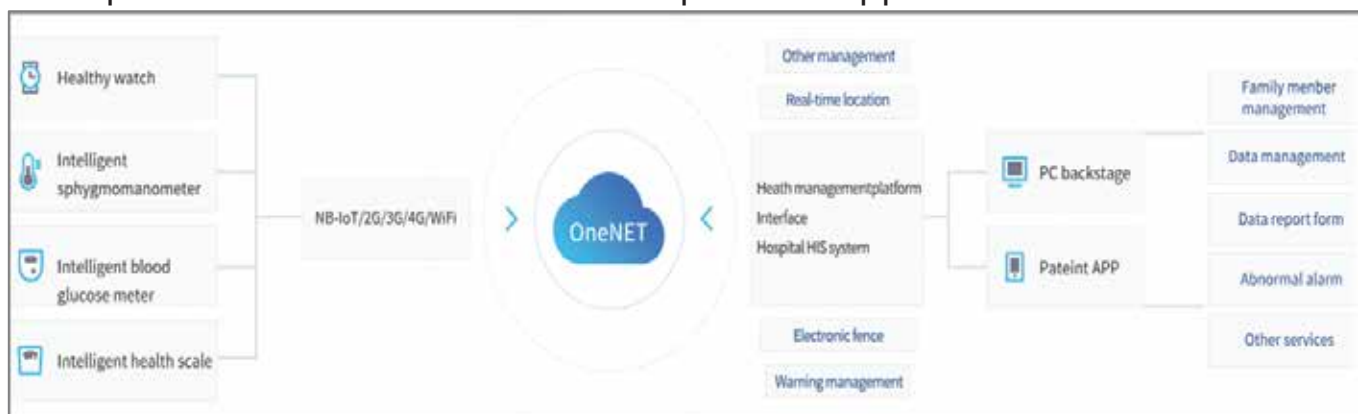 Healthy watch
Intelligent
sphygmomanometer
Intelligent blood
glucose meter
Intelligent health scale
NB-IoT/2G/3G/4G/WiFi
OneNET
Other management
Real-time location
Heath managementplatform
Interface
Hospital HIS system
Electronic fence
Warning management
PC backstage
Pateint APP
Family menber
management
Data management
Data report form
Abnormal alarm
Other services